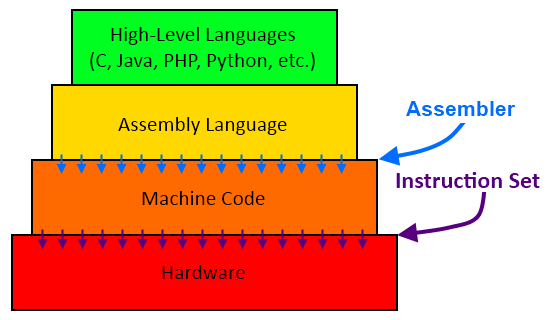 High-Level Languages
(C, Java, PHP, Python, etc.)
Assembly Language
Assembler
Instruction Set
Machine Code
Hardware